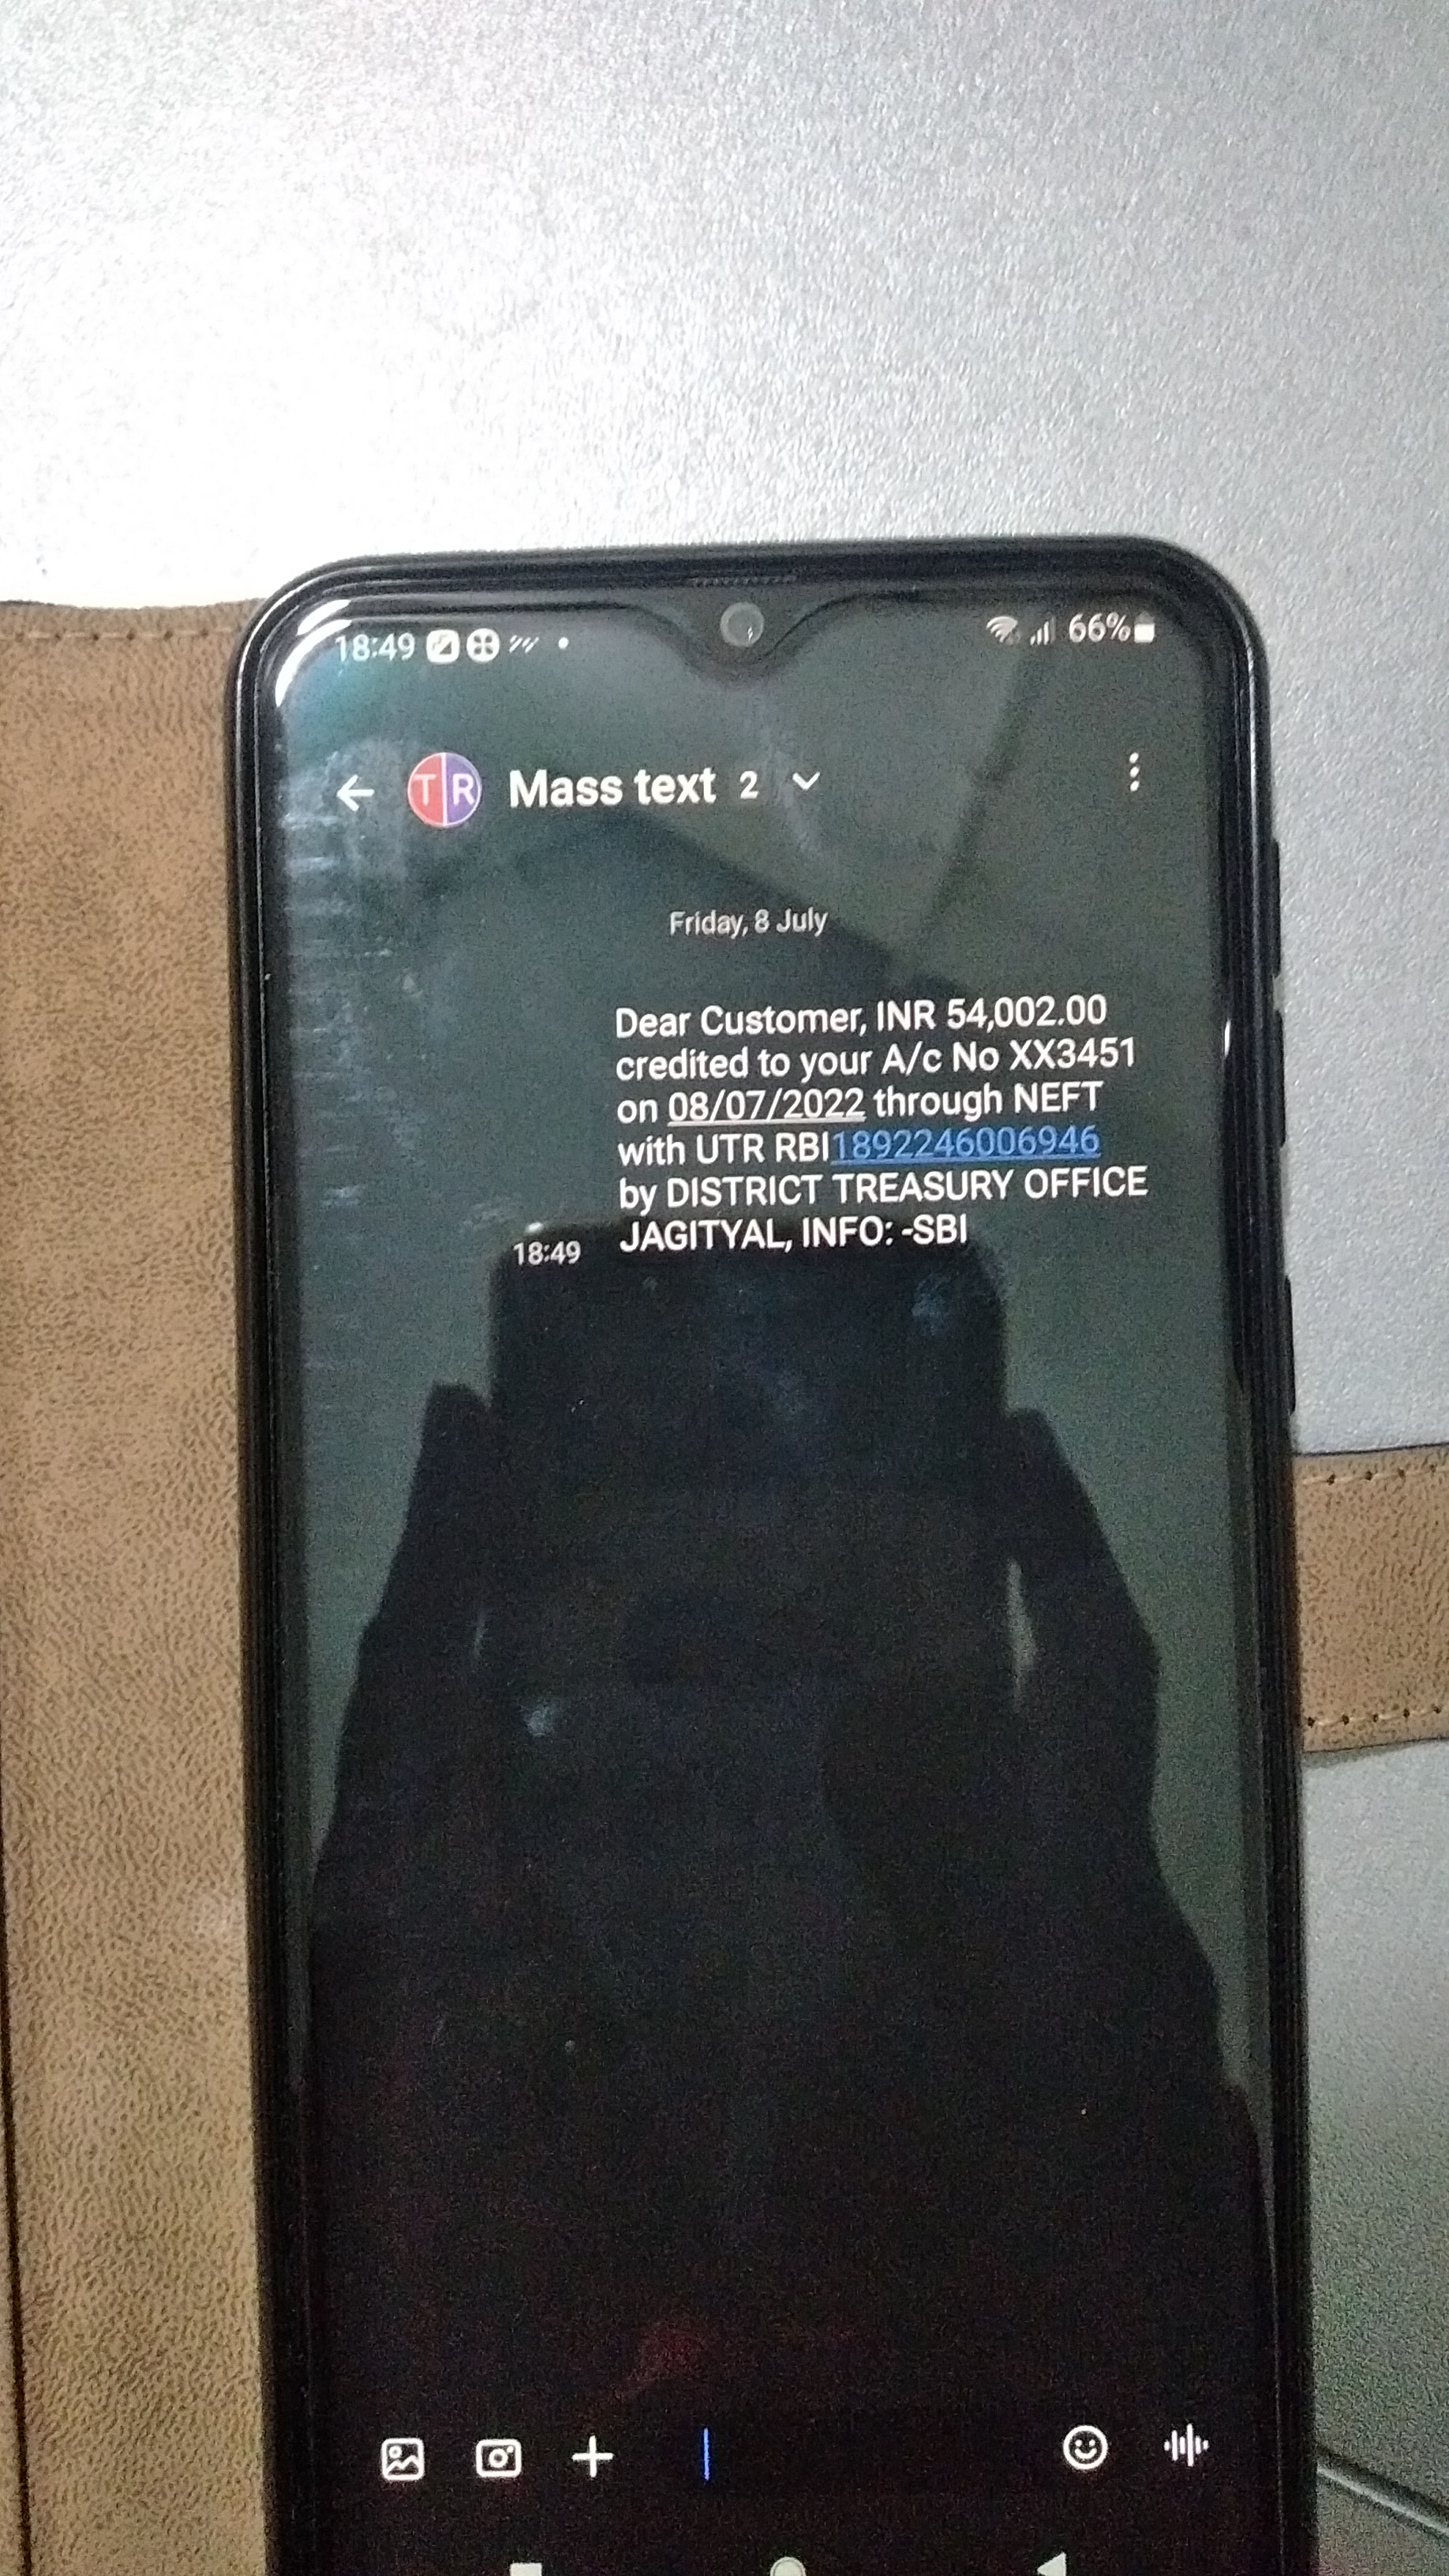 18:49 66%
TR Mass text 2
Friday, 8 July
Dear Customer, INR 54,002.00
credited to your A/c No XX3451
on 08/07/2022 through NEFT
with UTR RBI1892246006946
by DISTRICT TREASURY OFFICE
JAGITYAL, INFO: -SBI
18:49